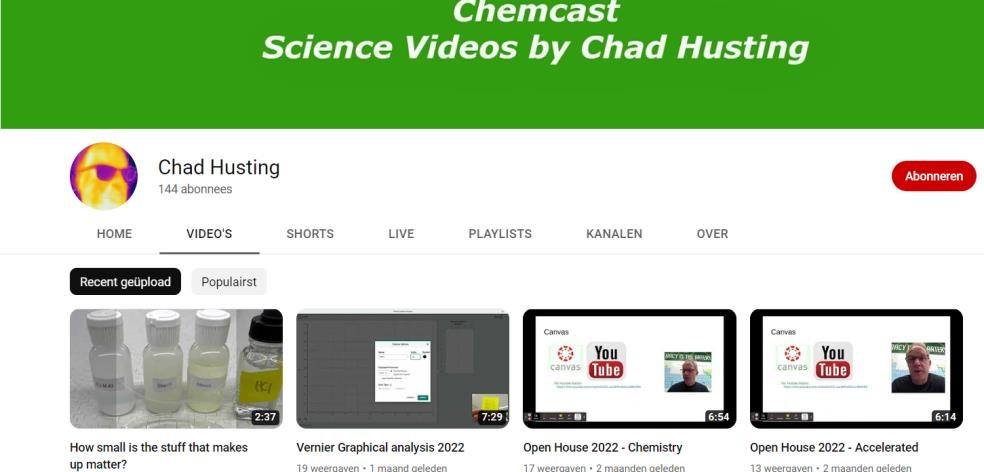 Chemcast
Science Videos by Chad Husting
Chad Husting
144 abonnees
Abonneren
HOME VIDEO'S SHORTS LIVE PLAYLISTS KANALEN OVER
Recent geüpload Populairst
HCl
2:37
7:29
Canvas
canvas
You
Tube
6:54
Canvas
canvas
You
Tube
6:14
How small is the stuff that makes
up matter?
Vernier Graphical analysis 2022
19 weergaven • 1 maand geleden
Open House 2022 - Chemistry
17 weergaven • 2 maanden geleden
Open House 2022 - Accelerated
13 weergaven • 2 maanden geleden